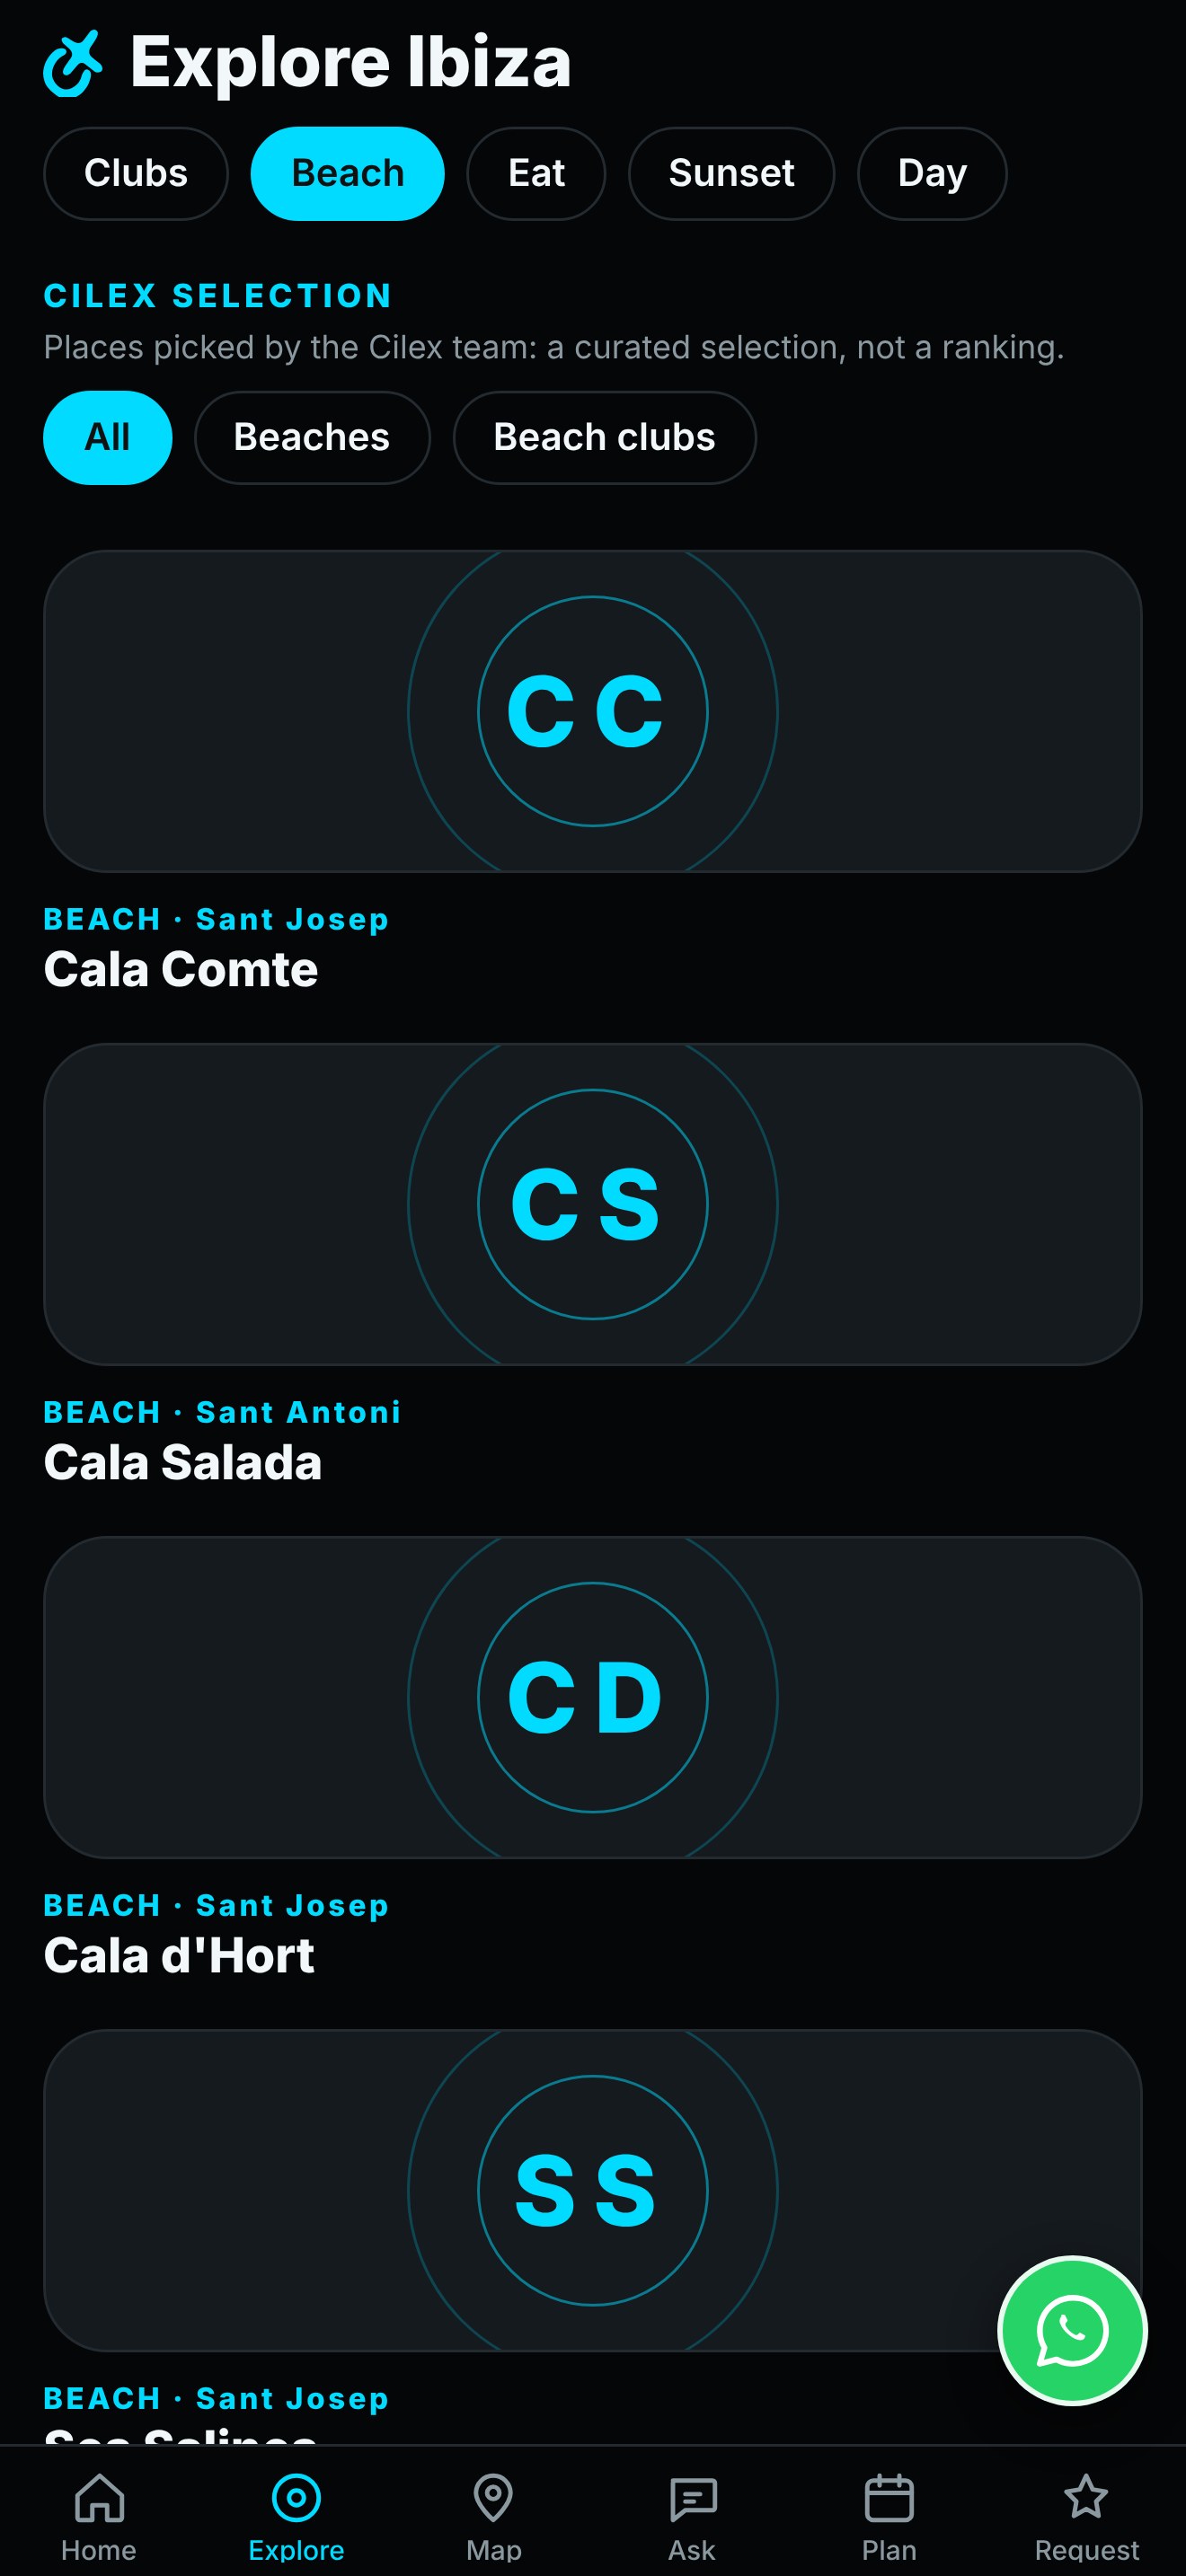 Explore Ibiza
Clubs Beach Eat Sunset Day
CILEX SELECTION
Places picked by the Cilex team: a curated selection, not a ranking.
All Beaches Beach clubs
CC
BEACH · Sant Josep
Cala Comte
CS
BEACH · Sant Antoni
Cala Salada
CD
BEACH · Sant Josep
Cala d'Hort
SS
BEACH · Sant Josep
Ses Salines
Home Explore Map Ask Plan Request